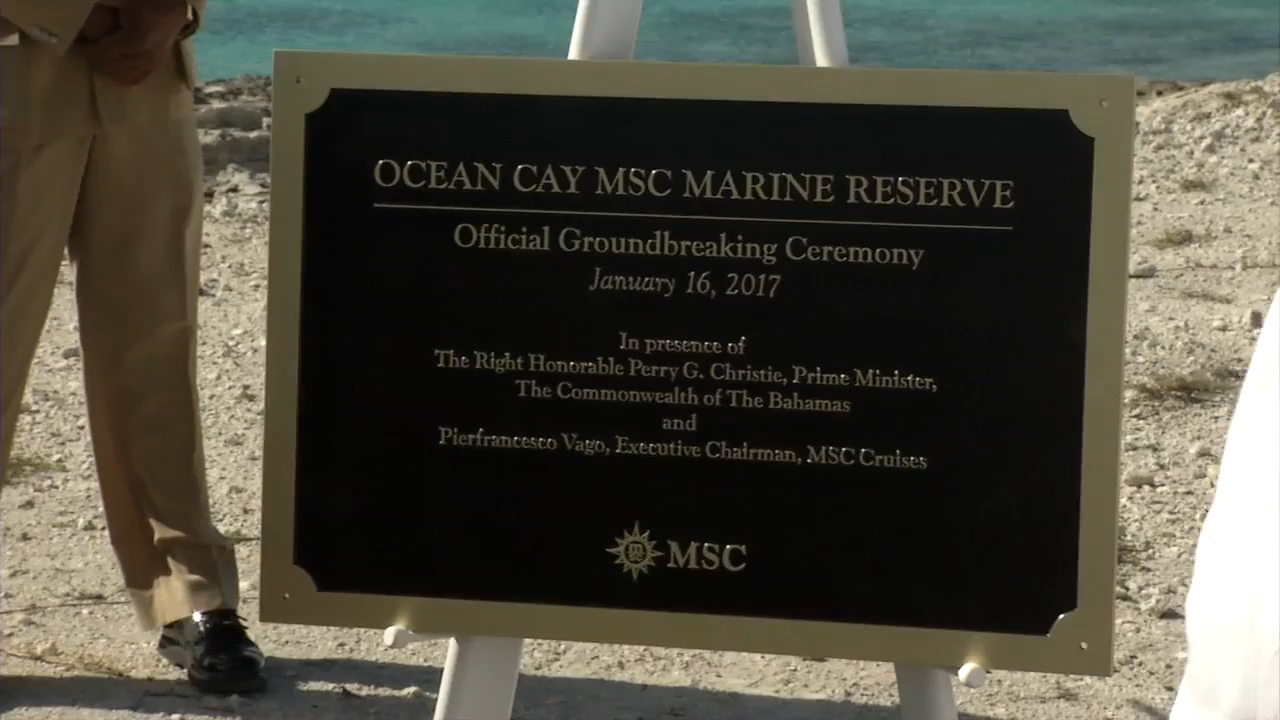 OCEAN CAY MSC MARINE RESERVE
Official Groundbreaking Ceremony
January 16, 2017
In presence of
The Right Honorable Perry G. Christie, Prime Minister,
The Commonwealth of The Bahamas
and
Pierfrancesco Vago, Executive Chairman, MSC Cruises
m
sc
MSC